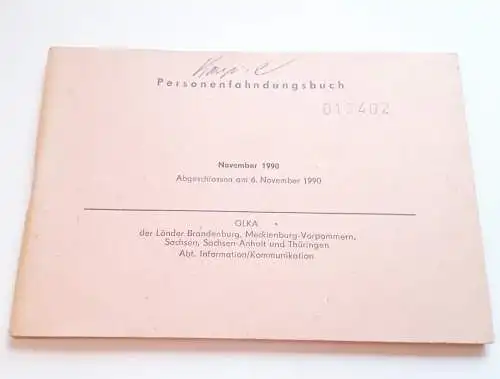 Personenfahndungsbuch
November 1990
Abgeschlossen am 6. November 1990
GLKA
der Länder Brandenburg, Mecklenburg-Vorpommern,
Sachsen, Sachsen-Anhalt und Thüringen
Abt. Information/Kommunikation